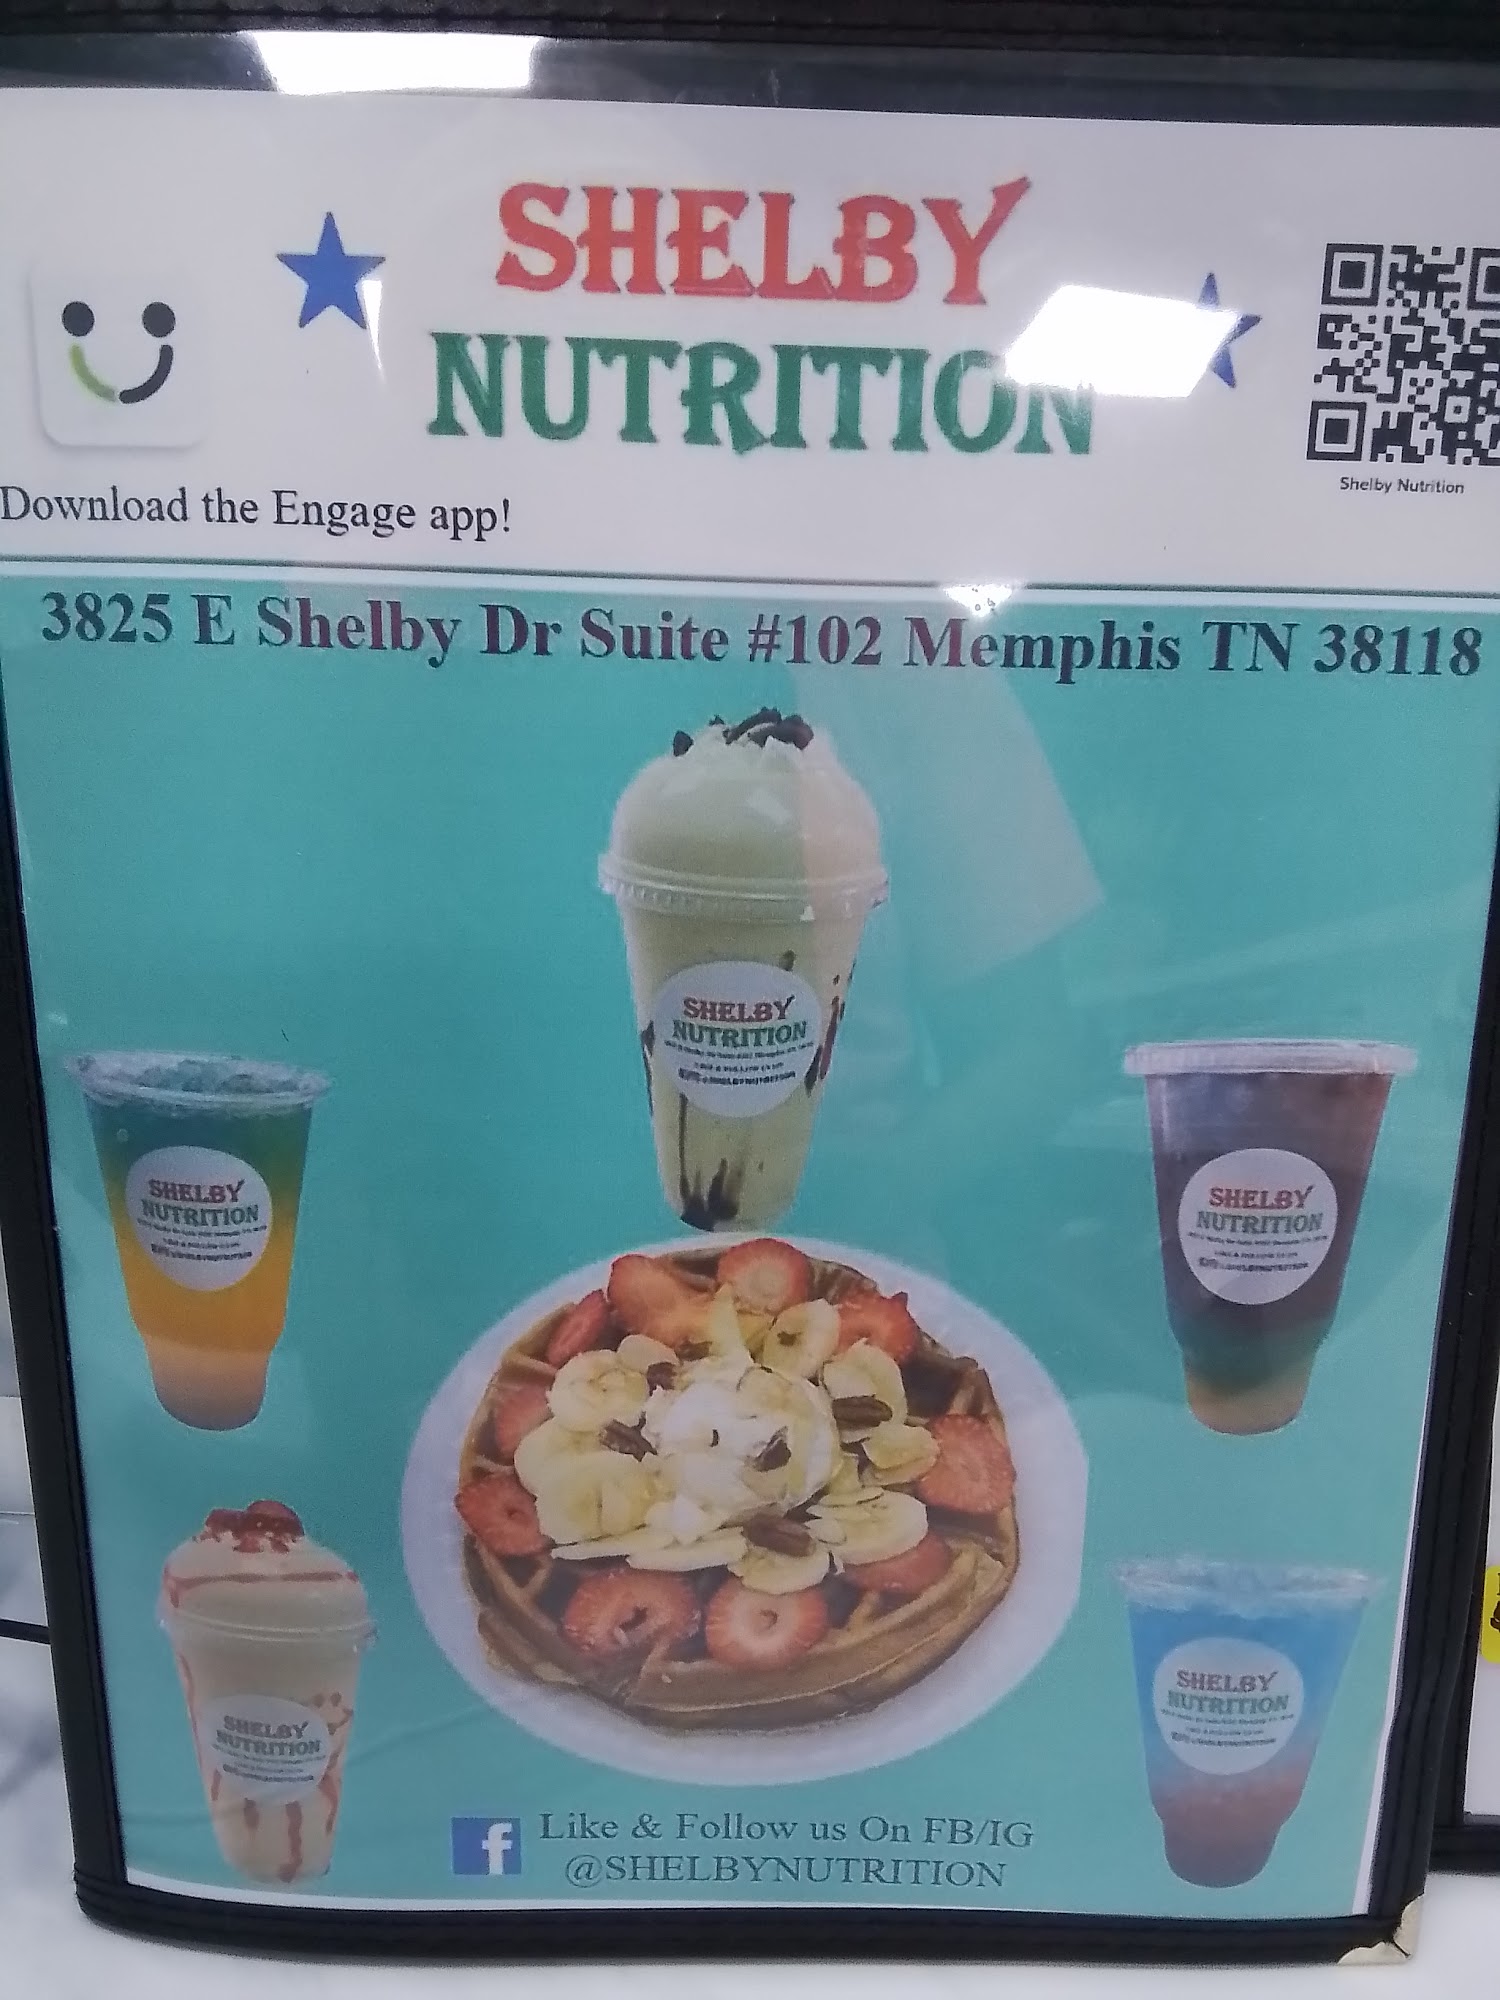 SHELBY
NUTRITION
Shelby Nutrition
Download the Engage app!
3825 E Shelby Dr Suite #102 Memphis TN 38118
SHELBY
NUTRITION
SHELBY
NUTRITION
SHELBY
NUTRITION
SHELBY
NUTRITION
SHELBY
NUTRITION
f Like & Follow us On FB/IG
@SHELBYNUTRITION